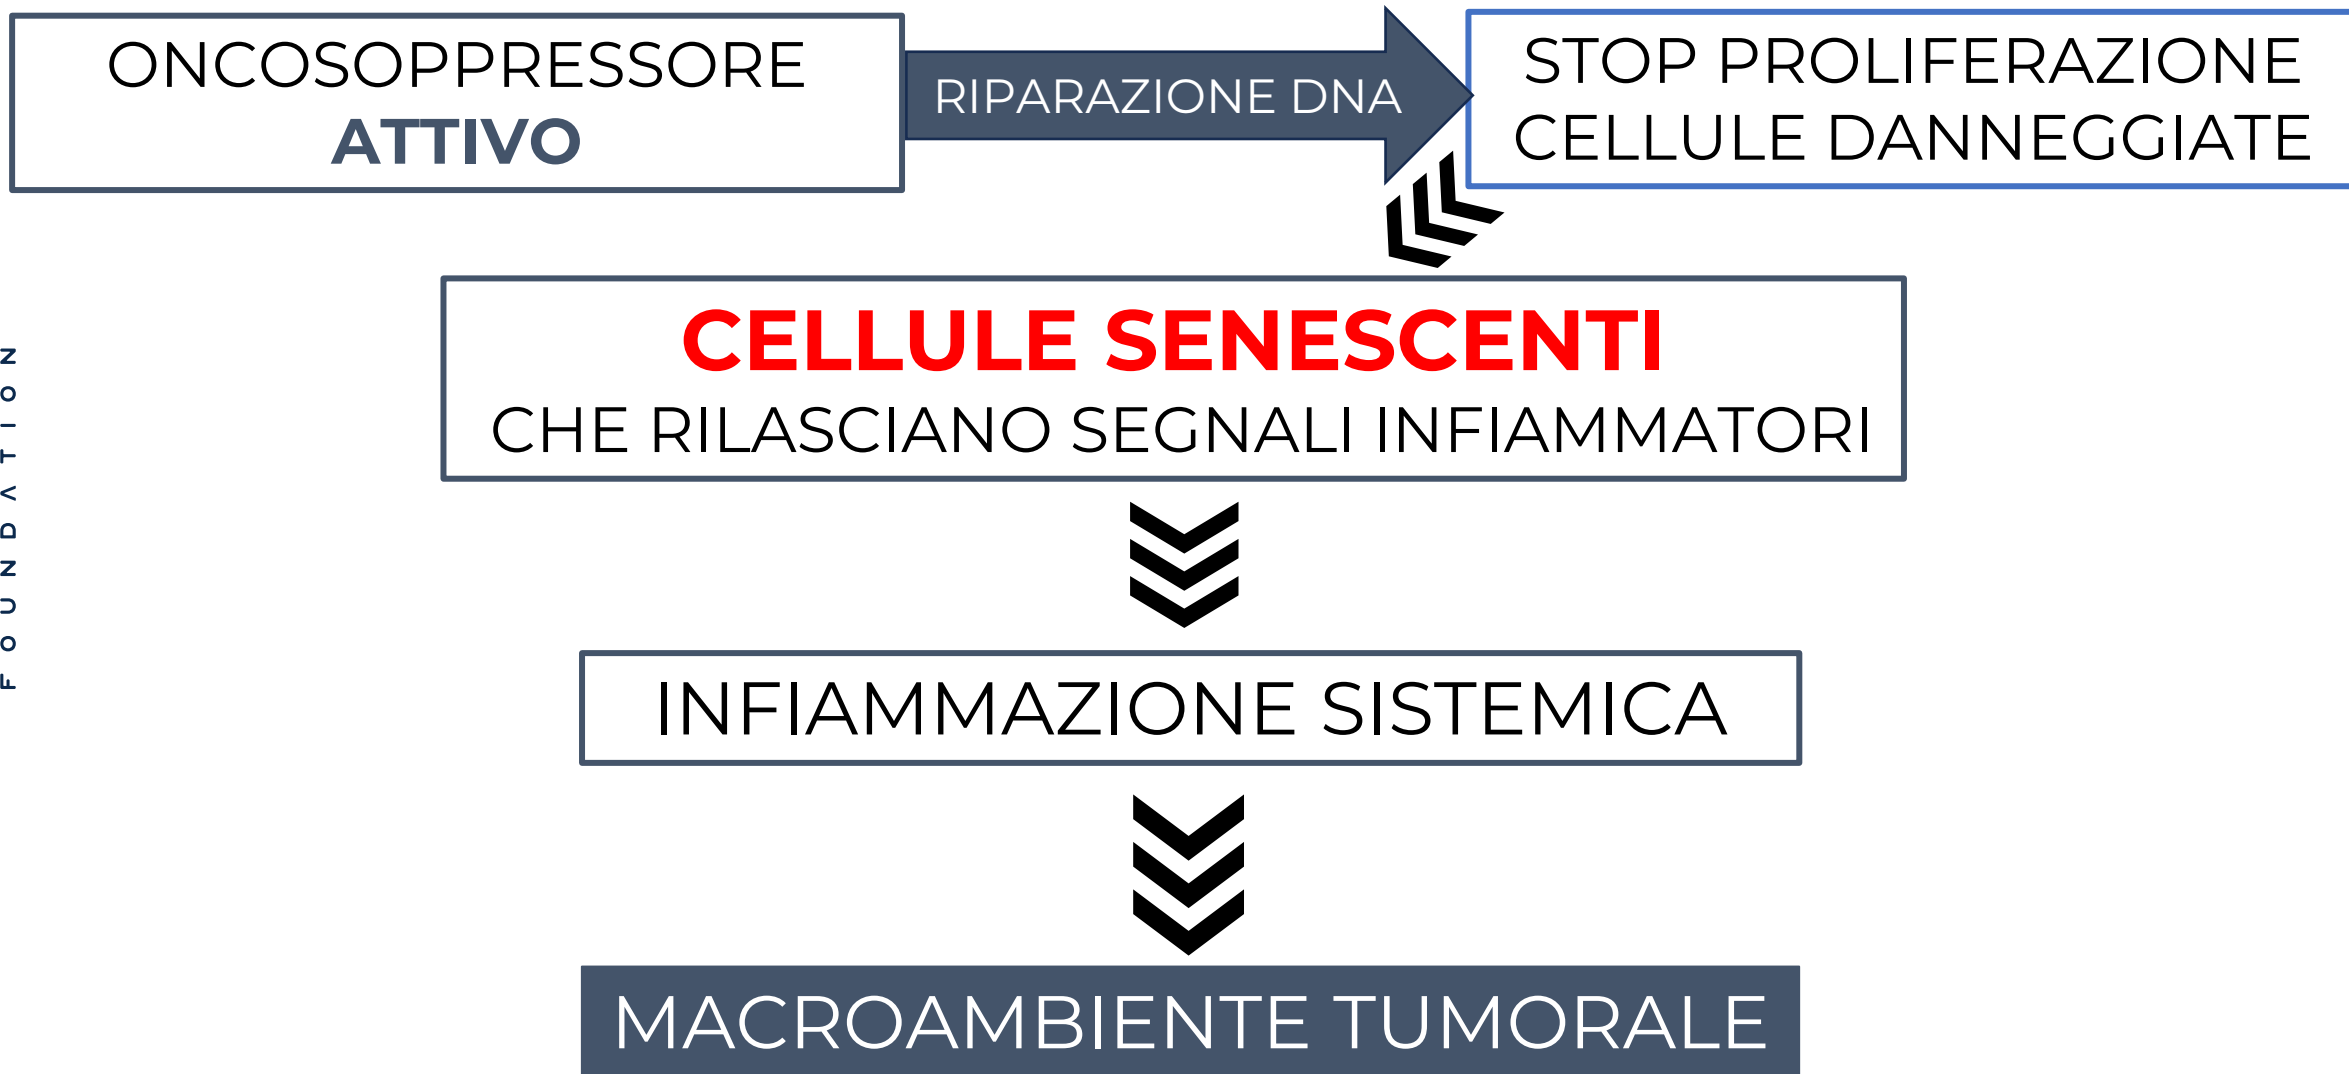 ONCOSOPPRESSORE
ATTIVO
RIPARAZIONE DNA
STOP PROLIFERAZIONE
CELLULE DANNEGGIATE
CELLULE SENESCENTI
CHE RILASCIANO SEGNALI INFIAMMATORI
INFIAMMAZIONE SISTEMICA
MACROAMBIENTE TUMORALE
FOUNDATION